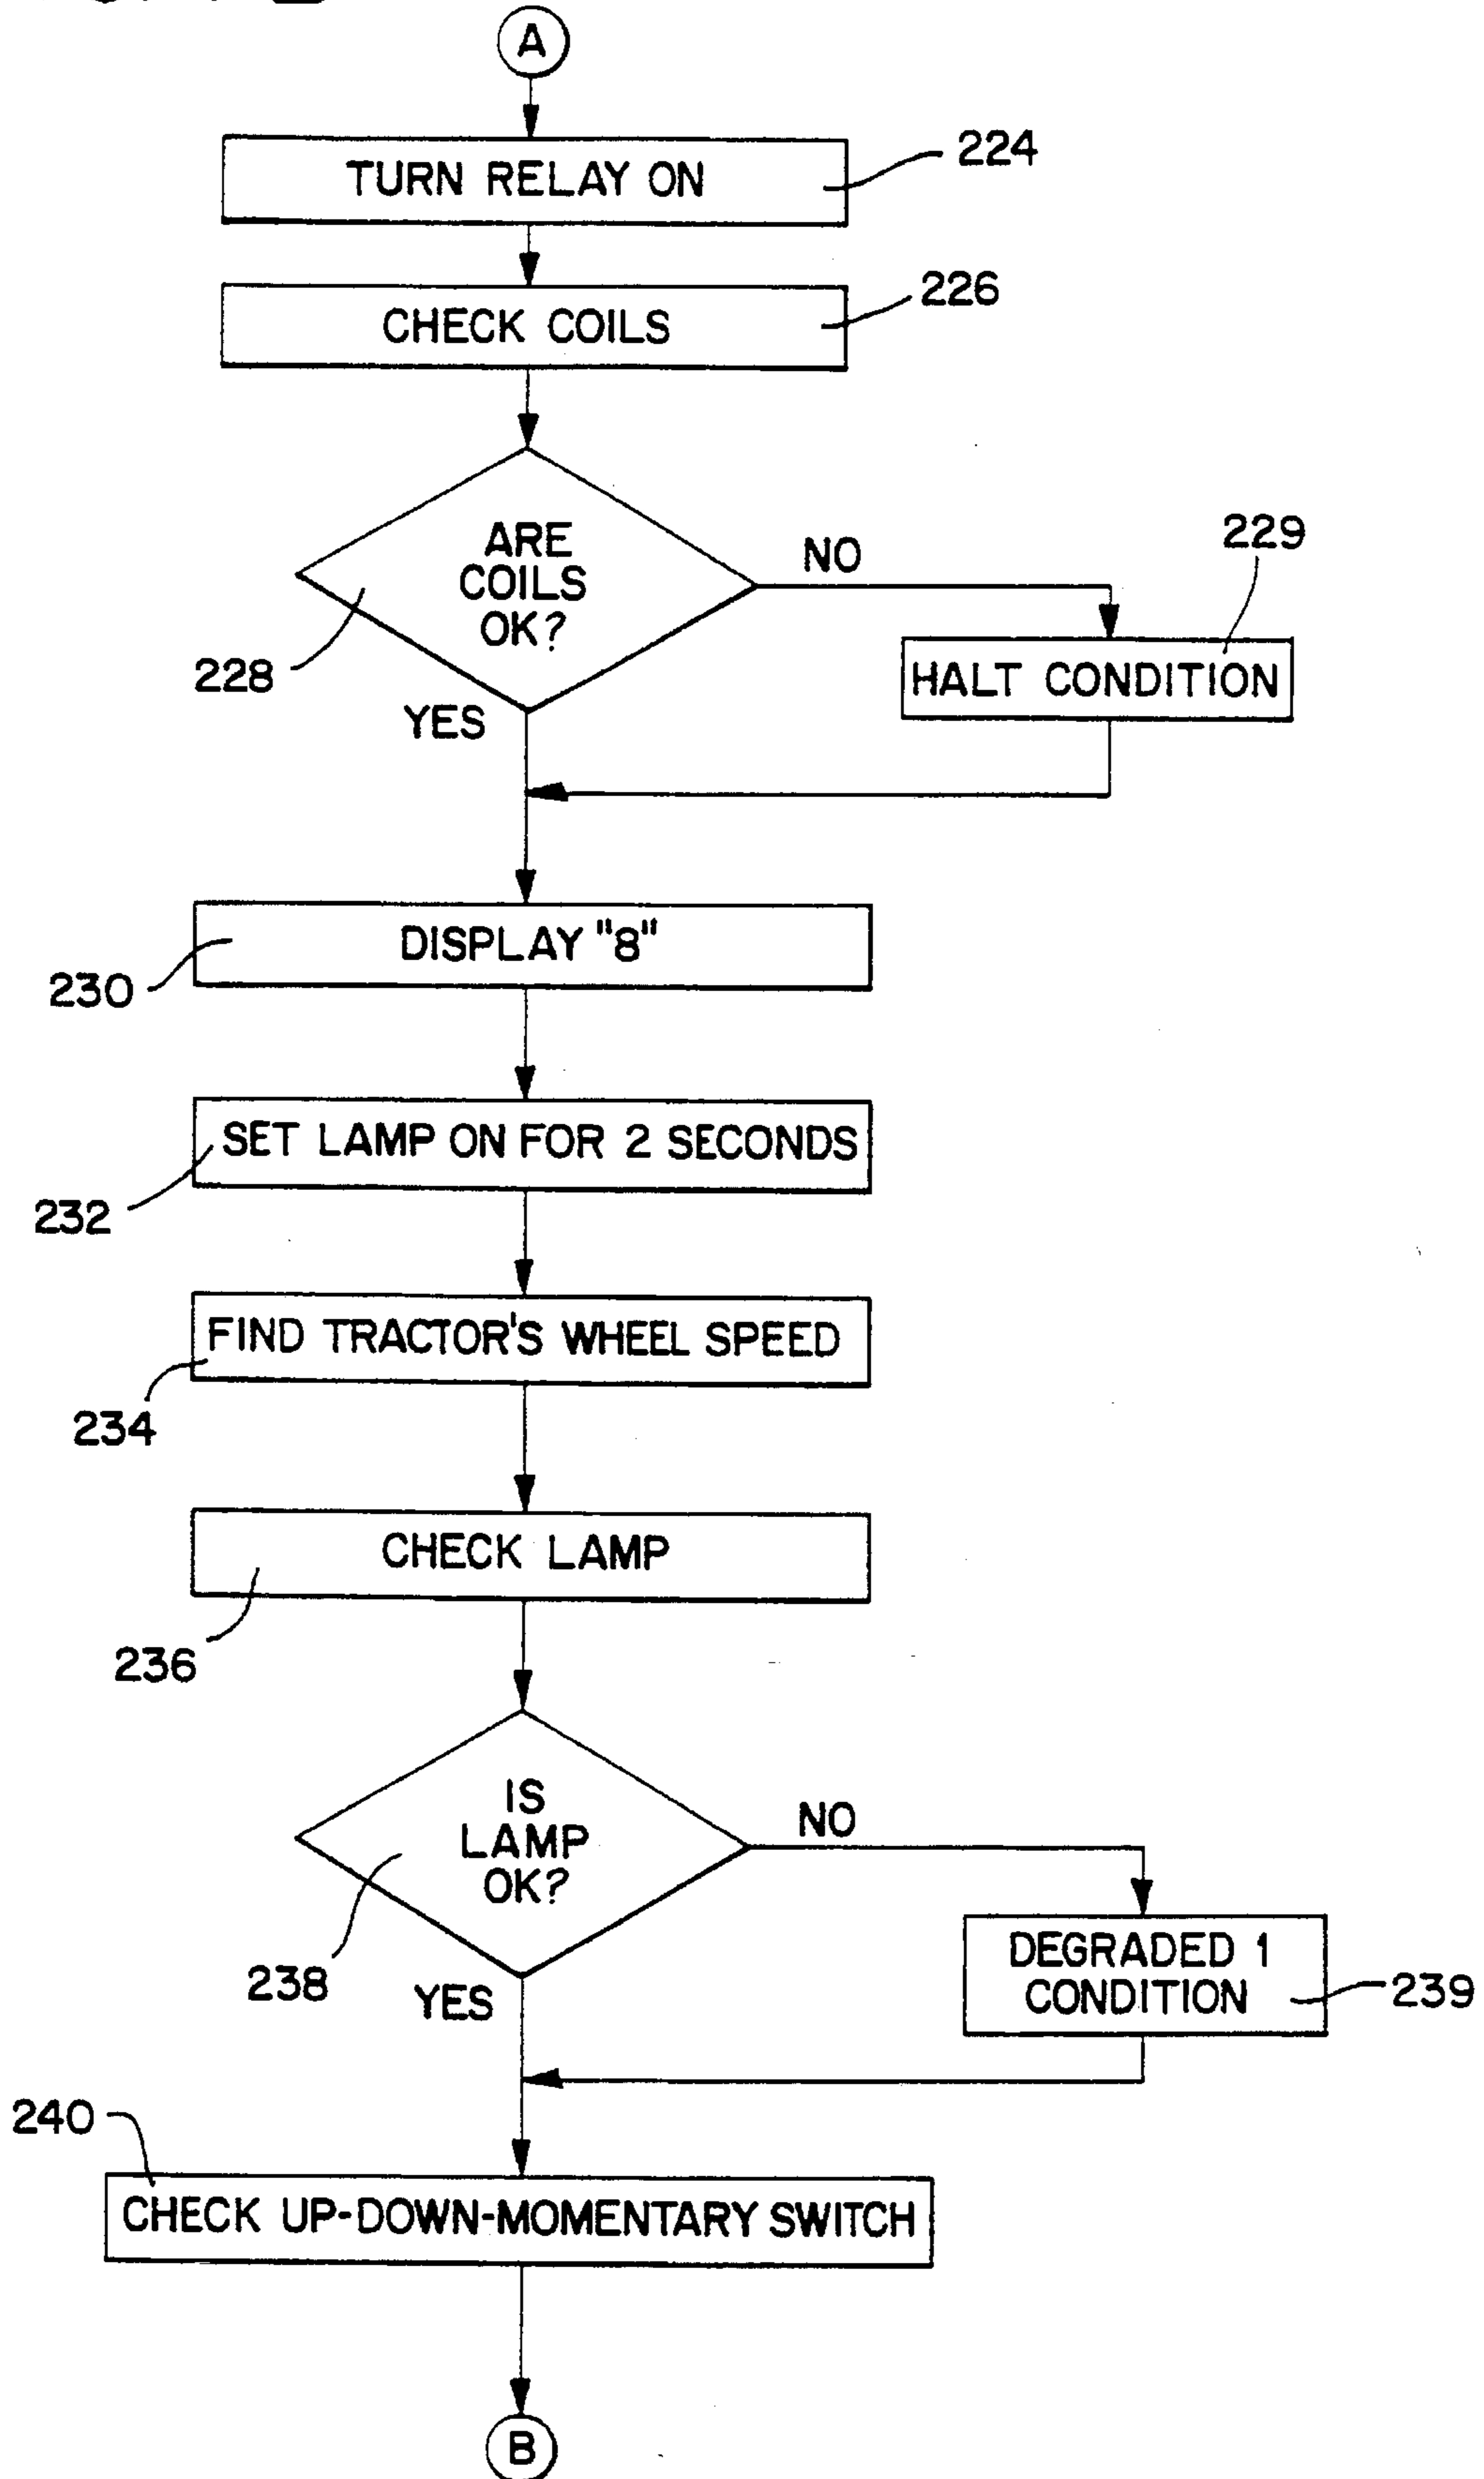 A
TURN RELAY ON
224
CHECK COILS
226
ARE
COILS
OK?
NO
229
228
HALT CONDITION
YES
DISPLAY "8"
230
SET LAMP ON FOR 2 SECONDS
232
FIND TRACTOR'S WHEEL SPEED
234
CHECK LAMP
236
IS
LAMP
OK?
NO
238
YES
DEGRADED 1
CONDITION
239
240
CHECK UP-DOWN-MOMENTARY SWITCH
B